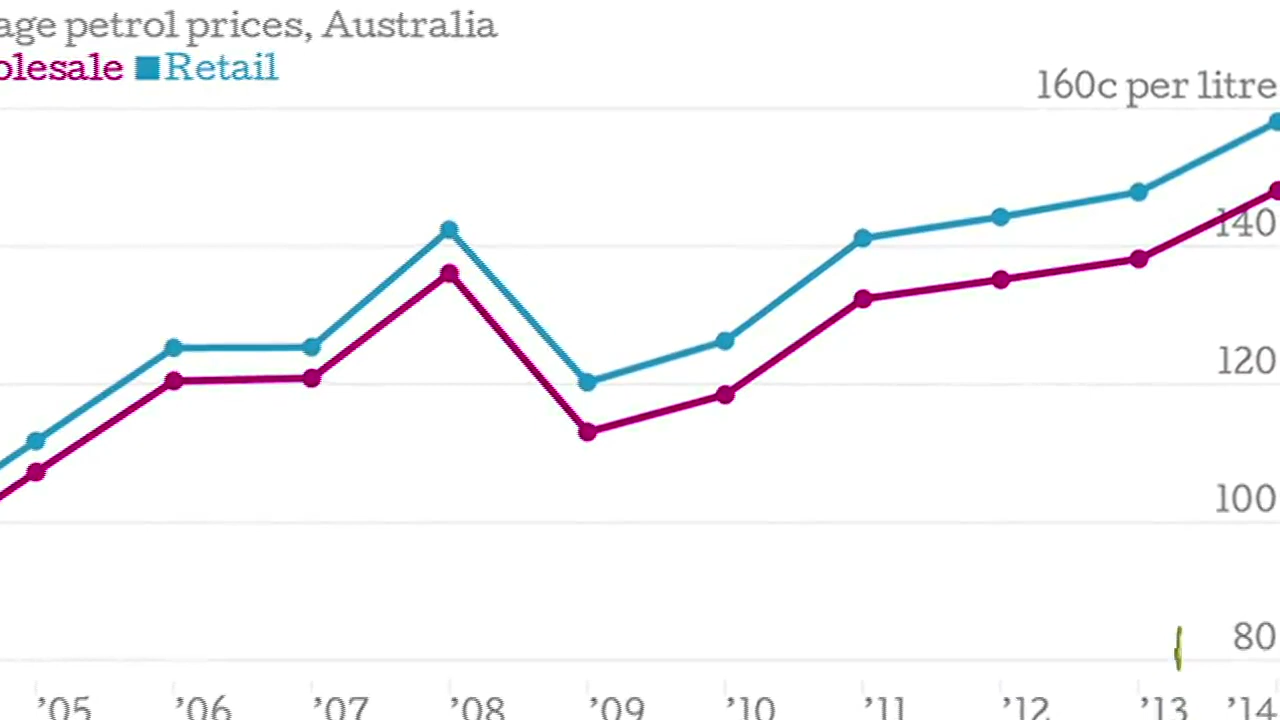 age petrol prices, Australia
olesale Retail
160c per litre
140
120
100
80
’05 ’06 ’07 ’08 ’09 ’10 ’11 ’12 ’13 ’14